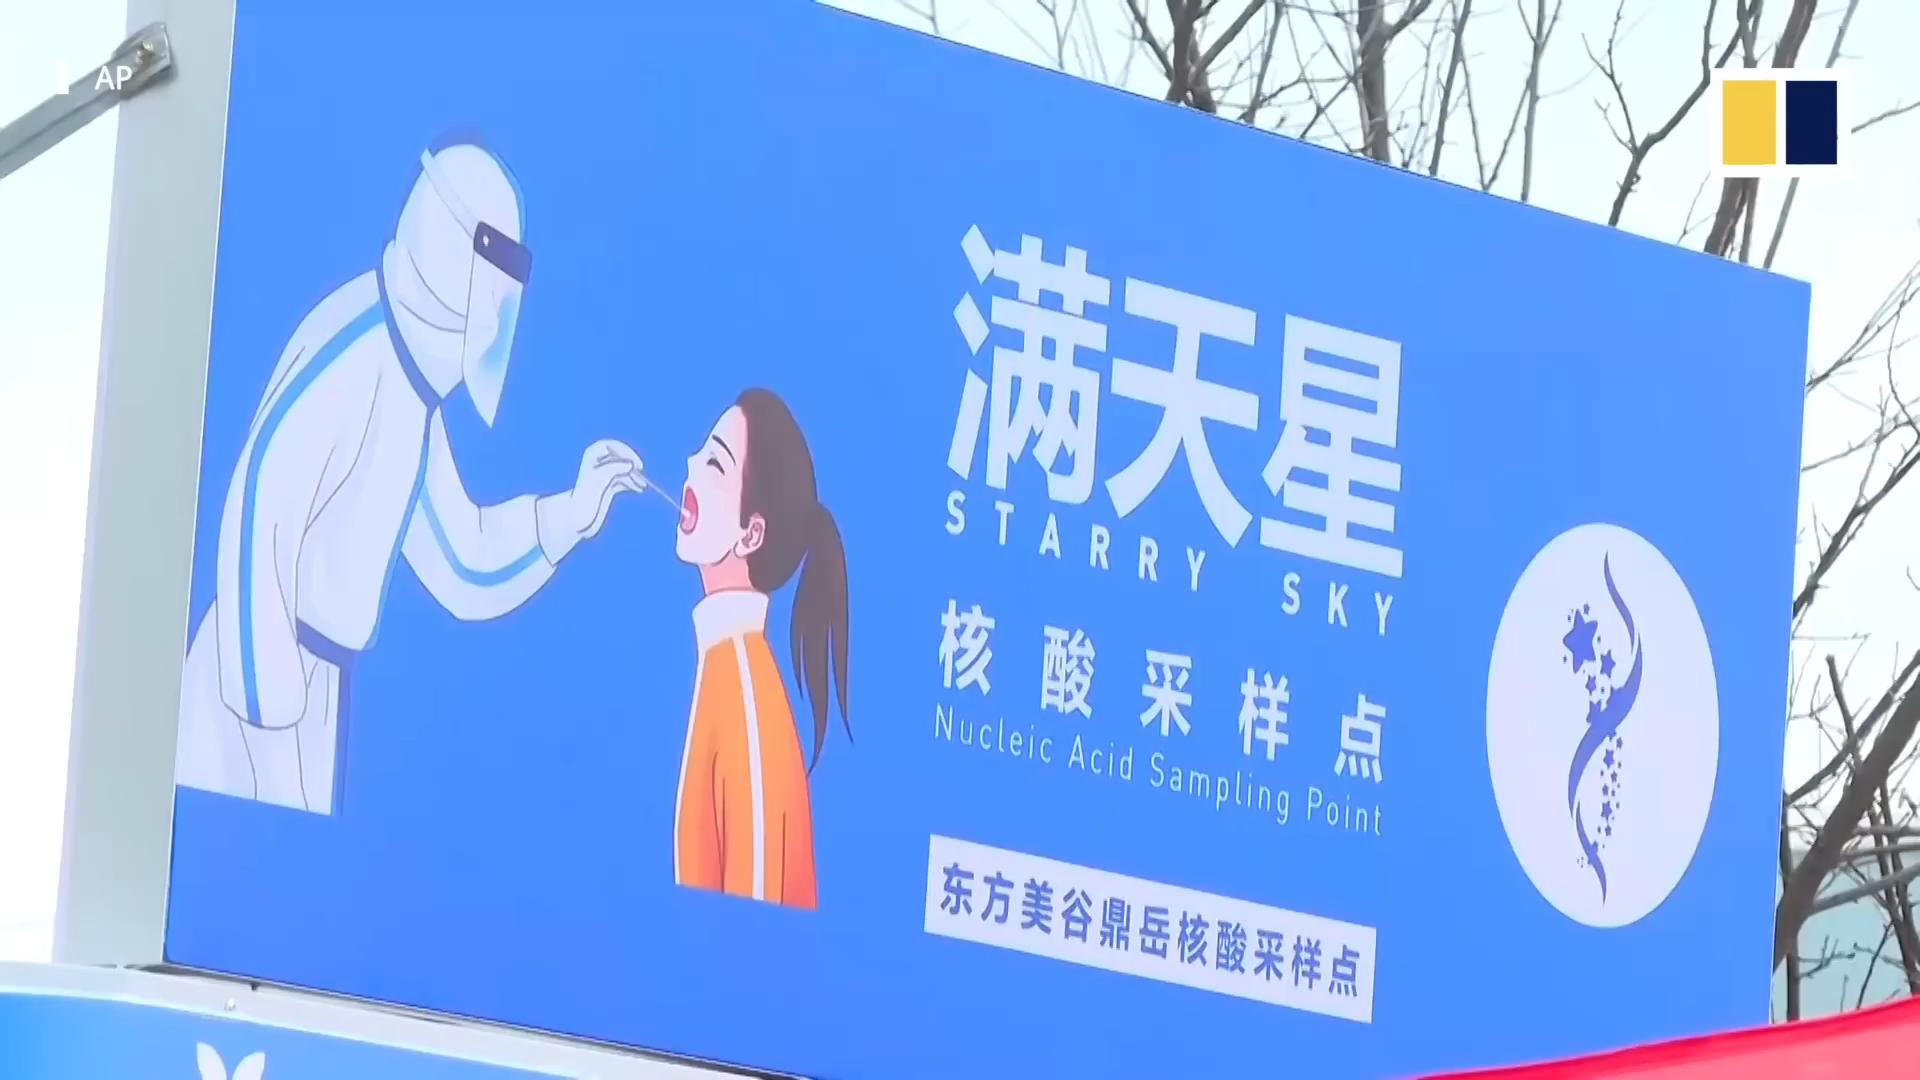 AP
满天星
STARRY SKY
核酸采样点
Nucleic Acid Sampling Point
东方美谷鼎岳核酸采样点